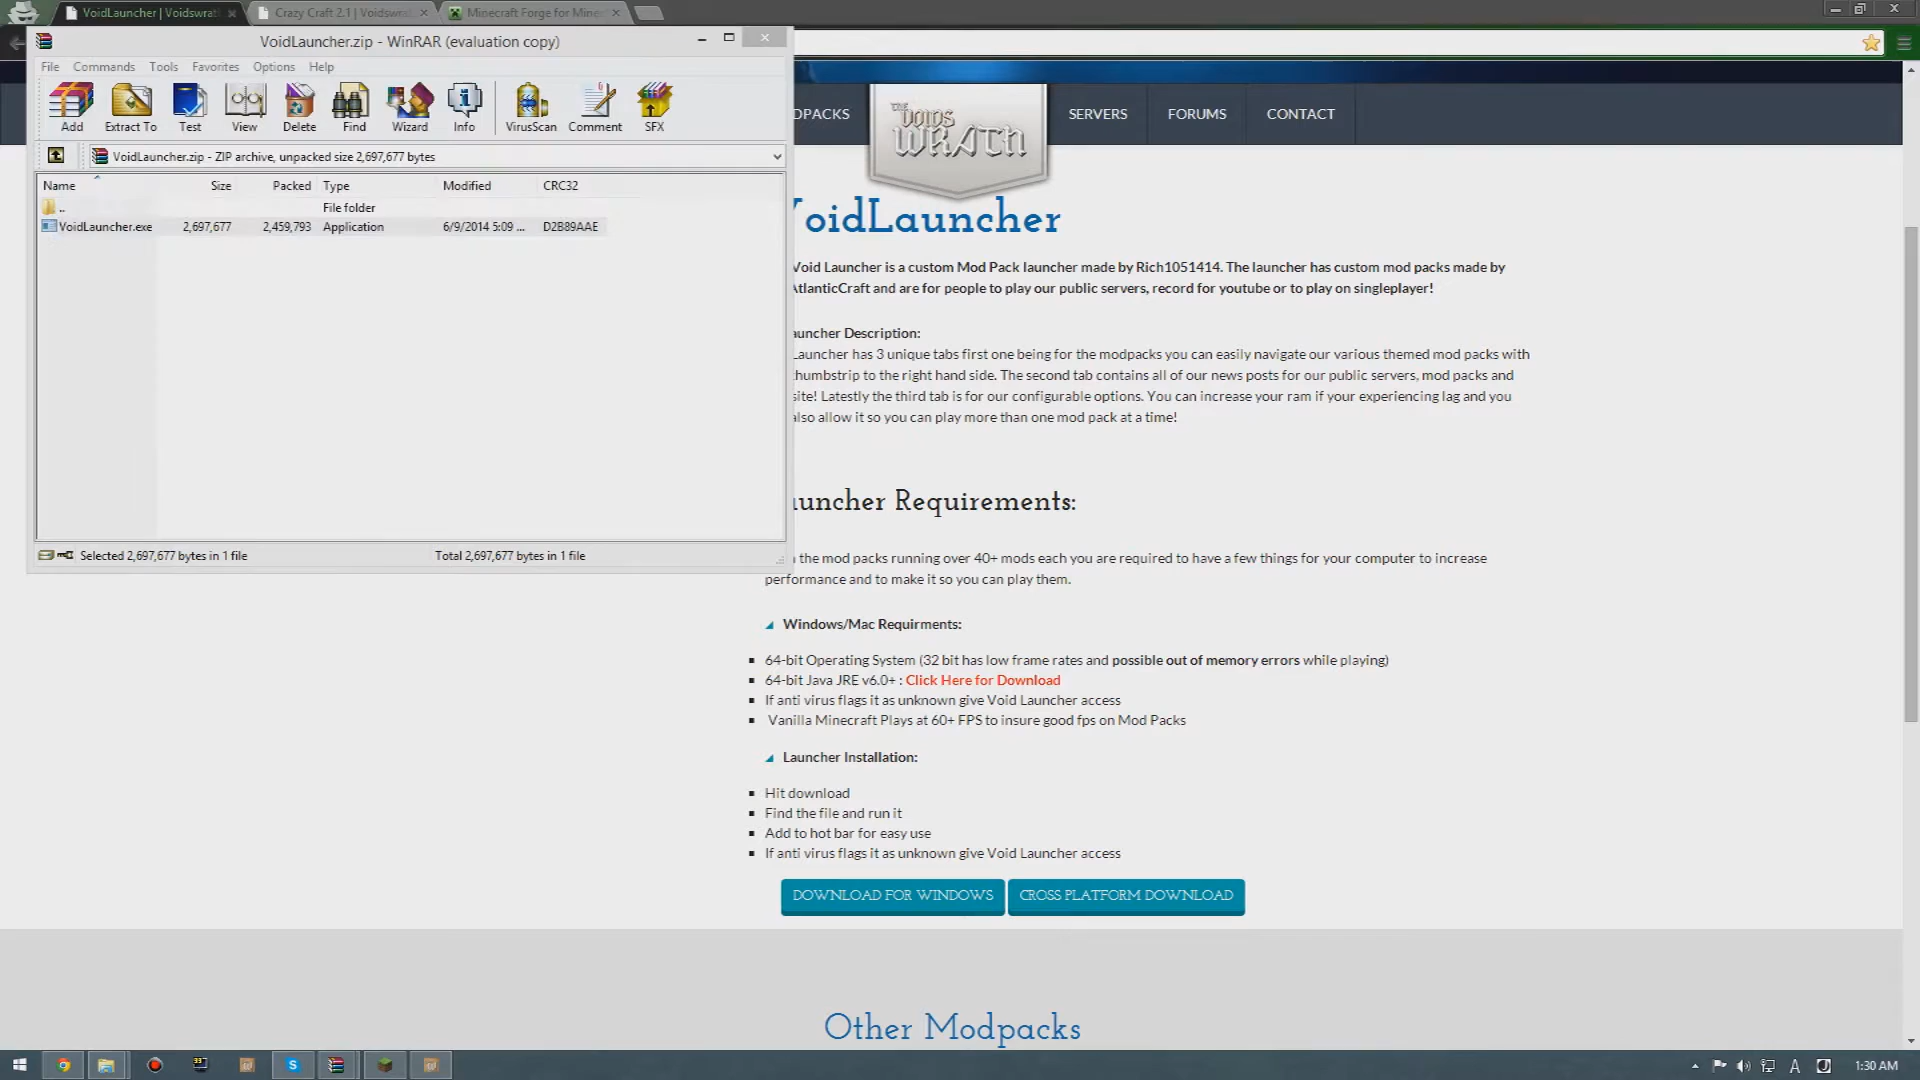 VoidLauncher | Voidswrat
Crazy Craft 2.1 | Voidswra
Minecraft Forge for Mine
VoidLauncher.zip - WinRAR (evaluation copy)
File Commands Tools Favorites Options Help
Add Extract To Test View Delete Find Wizard Info VirusScan Comment SFX
VoidLauncher.zip - ZIP archive, unpacked size 2,697,677 bytes
Name Size Packed Type Modified CRC32
.. File folder
VoidLauncher.exe 2,697,677 2,459,793 Application 6/9/2014 5:09 ... D2B89AAE
Selected 2,697,677 bytes in 1 file Total 2,697,677 bytes in 1 file
DPACKS THE VOIDS WRATH SERVERS FORUMS CONTACT
VoidLauncher
Void Launcher is a custom Mod Pack launcher made by Rich1051414. The launcher has custom mod packs made by
AtlanticCraft and are for people to play our public servers, record for youtube or to play on singleplayer!
auncher Description:
Launcher has 3 unique tabs first one being for the modpacks you can easily navigate our various themed mod packs with
thumbstrip to the right hand side. The second tab contains all of our news posts for our public servers, mod packs and
site! Latestly the third tab is for our configurable options. You can increase your ram if your experiencing lag and you
also allow it so you can play more than one mod pack at a time!
auncher Requirements:
the mod packs running over 40+ mods each you are required to have a few things for your computer to increase
performance and to make it so you can play them.
Windows/Mac Requirments:
64-bit Operating System (32 bit has low frame rates and possible out of memory errors while playing)
64-bit Java JRE v6.0+ : Click Here for Download
If anti virus flags it as unknown give Void Launcher access
Vanilla Minecraft Plays at 60+ FPS to insure good fps on Mod Packs
Launcher Installation:
Hit download
Find the file and run it
Add to hot bar for easy use
If anti virus flags it as unknown give Void Launcher access
DOWNLOAD FOR WINDOWS CROSS PLATFORM DOWNLOAD
Other Modpacks
1:30 AM